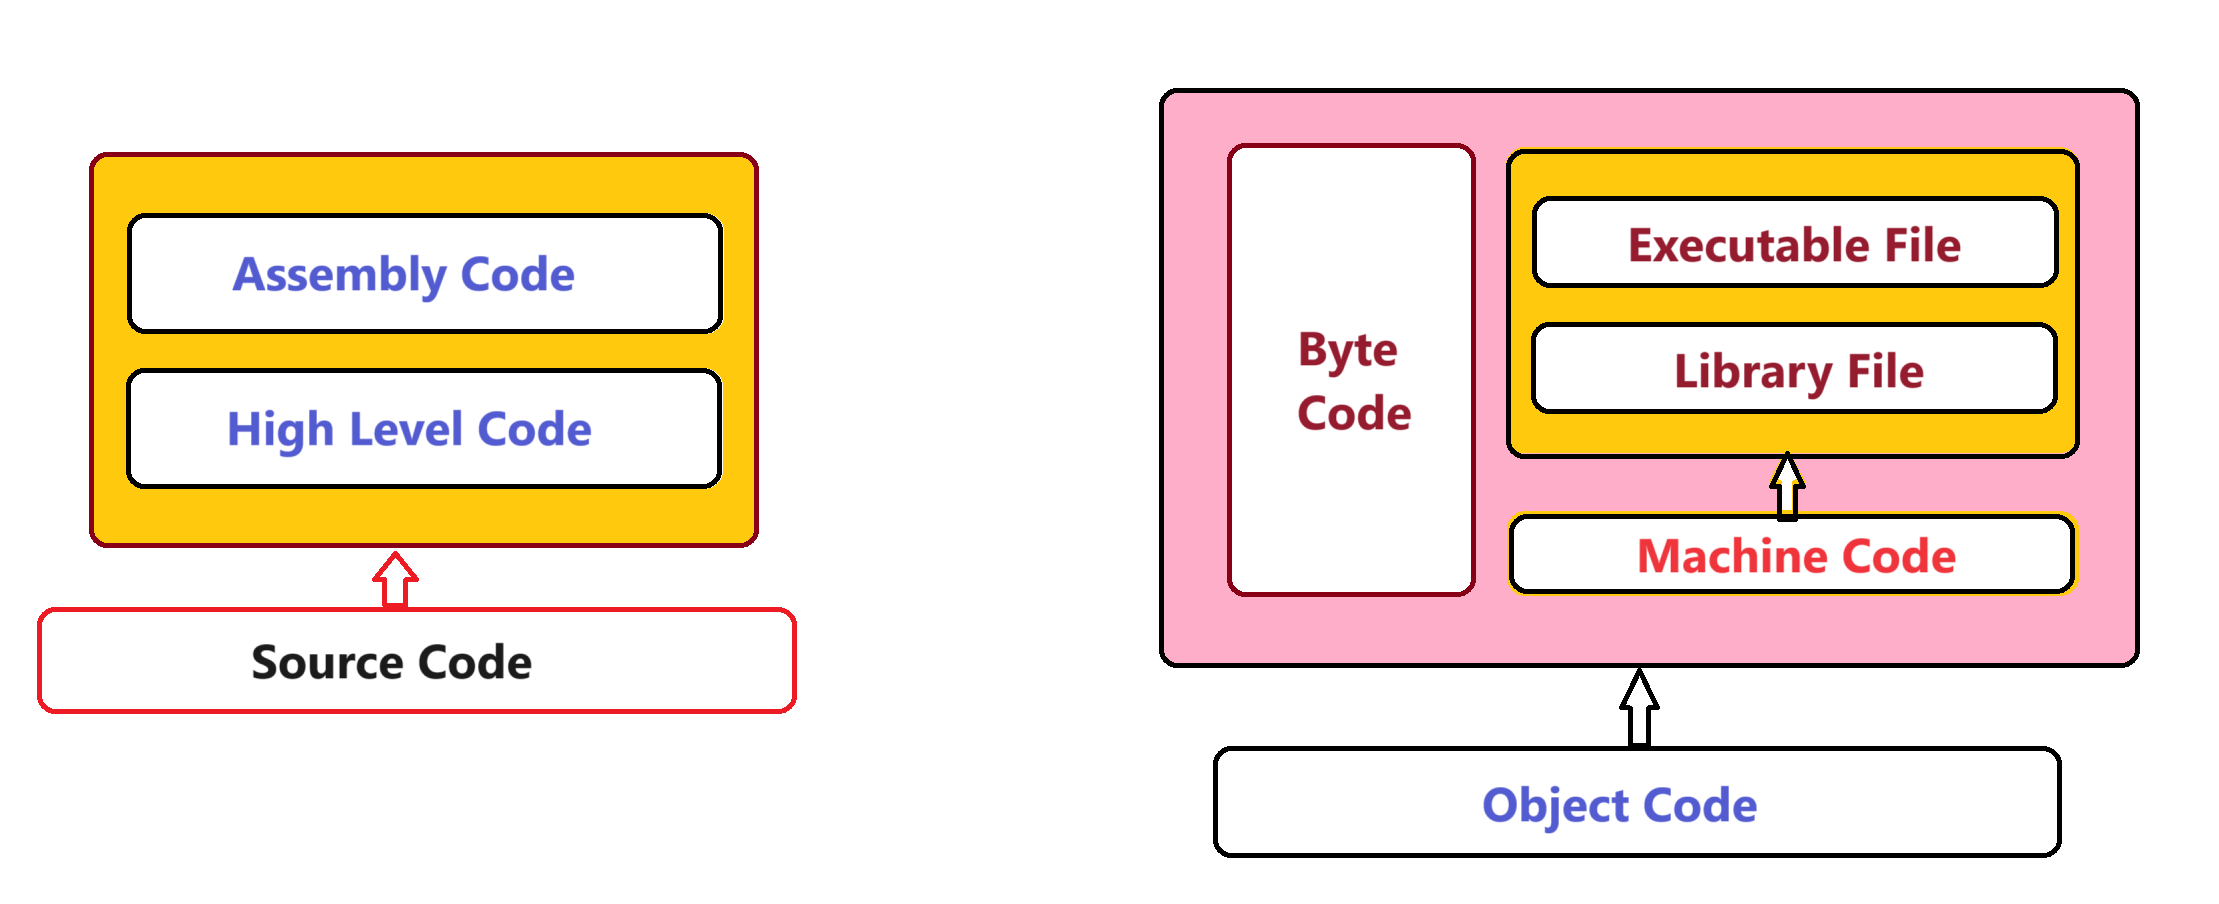 Assembly Code
High Level Code
Source Code
Byte
Code
Executable File
Library File
Machine Code
Object Code